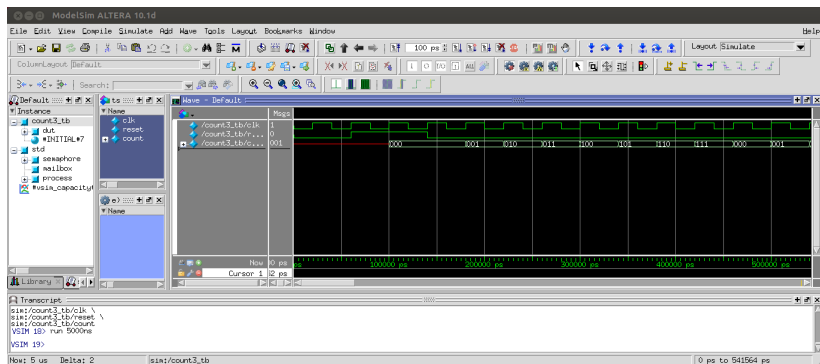 ModelSim ALTERA 10.1d
File Edit View Compile Simulate Add Wave Tools Layout Bookmarks Window Help
100 ps
Layout Simulate
ColumnLayout Default
Search:
Default
Instance
count3_tb
dut
#INITIAL#7
std
semaphore
mailbox
process
#vsim_capacity#
Library
Name
clk
reset
count
Name
Wave - Default
Msgs
/count3_tb/clk 1
/count3_tb/r... 0
/count3_tb/c... 001
000 001 010 011 100 101 110 111 000 001
Now
Cursor 1
100000 ps 200000 ps 300000 ps 400000 ps 500000 ps
Transcript
sim:/count3_tb/clk \
sim:/count3_tb/reset \
sim:/count3_tb/count
VSIM 18> run 5000ns
VSIM 19>
Now: 5 us Delta: 2 sim:/count3_tb 0 ps to 541564 ps